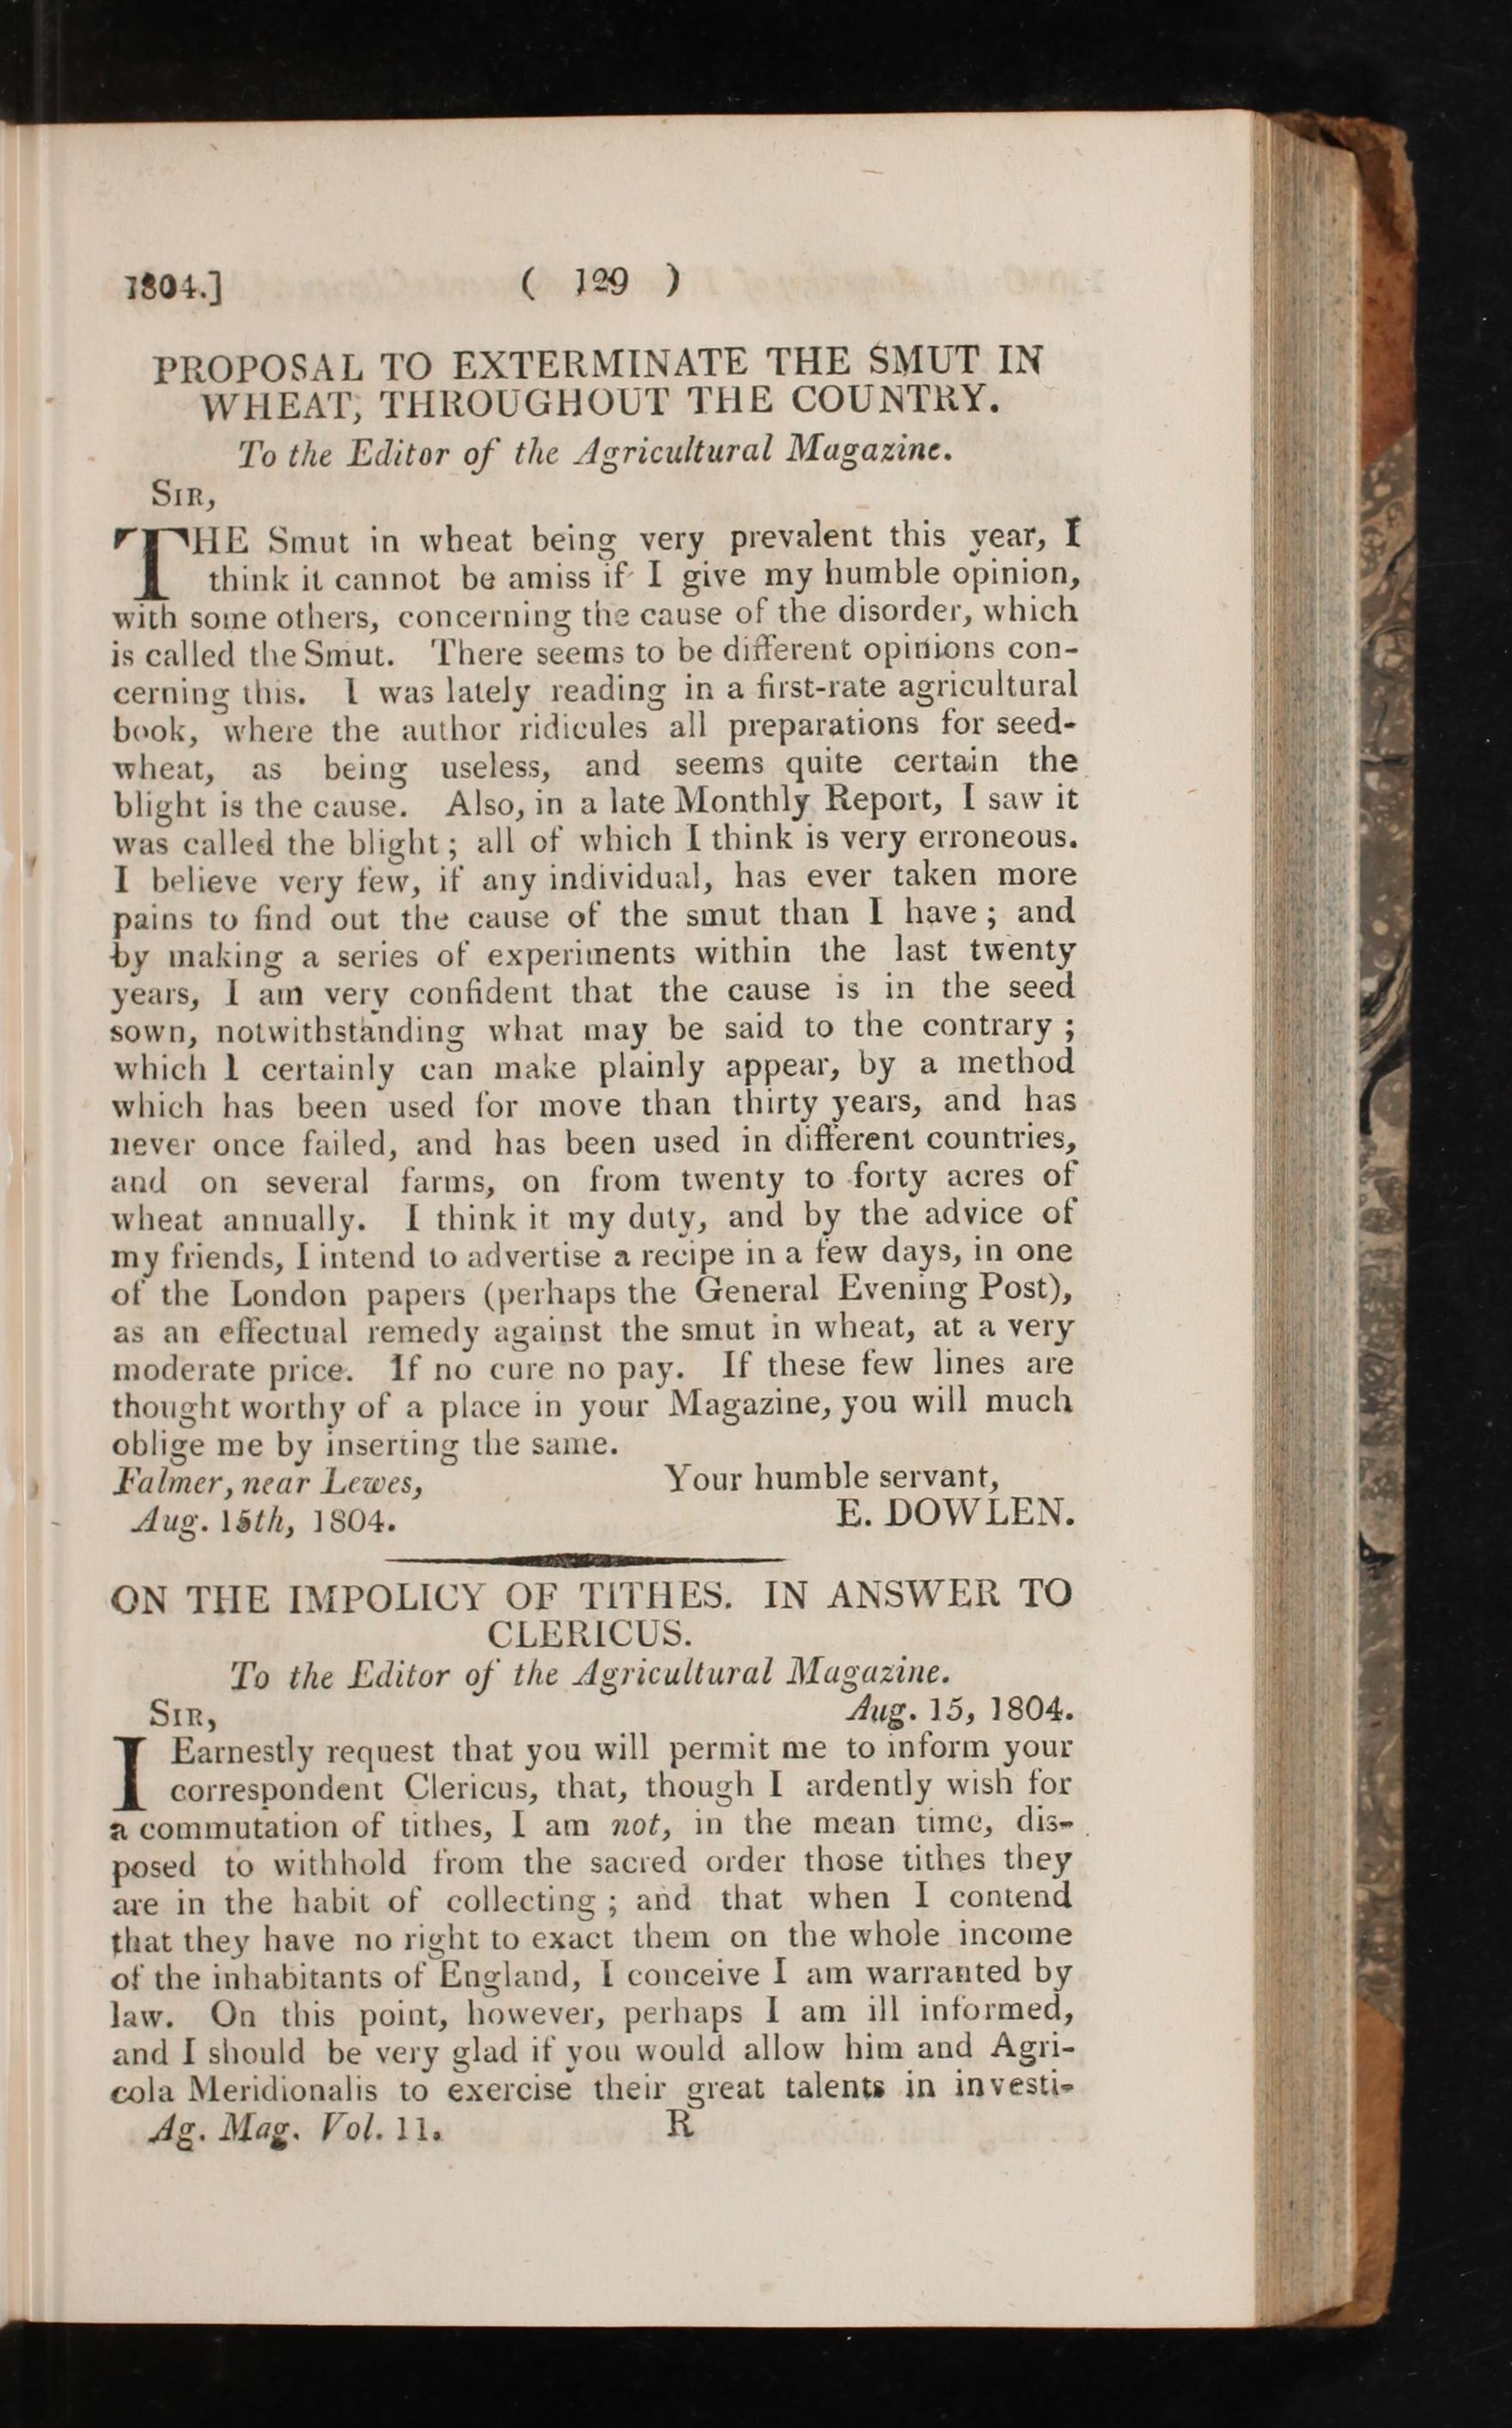 1804.] ( 129 )
PROPOSAL TO EXTERMINATE THE SMUT IN
WHEAT, THROUGHOUT THE COUNTRY.
To the Editor of the Agricultural Magazine.
SIR,
THE Smut in wheat being very prevalent this year, I
think it cannot be amiss if I give my humble opinion,
with some others, concerning the cause of the disorder, which
is called the Smut. There seems to be different opinions con-
cerning this. I was lately reading in a first-rate agricultural
book, where the author ridicules all preparations for seed-
wheat, as being useless, and seems quite certain the
blight is the cause. Also, in a late Monthly Report, I saw it
was called the blight; all of which I think is very erroneous.
I believe very few, if any individual, has ever taken more
pains to find out the cause of the smut than I have; and
by making a series of experiments within the last twenty
years, I am very confident that the cause is in the seed
sown, notwithstanding what may be said to the contrary;
which I certainly can make plainly appear, by a method
which has been used for move than thirty years, and has
never once failed, and has been used in different countries,
and on several farms, on from twenty to forty acres of
wheat annually. I think it my duty, and by the advice of
my friends, I intend to advertise a recipe in a few days, in one
of the London papers (perhaps the General Evening Post),
as an effectual remedy against the smut in wheat, at a very
moderate price. If no cure no pay. If these few lines are
thought worthy of a place in your Magazine, you will much
oblige me by inserting the same.
Falmer, near Lewes, Your humble servant,
Aug. 15th, 1804. E. DOWLEN.
ON THE IMPOLICY OF TITHES. IN ANSWER TO
CLERICUS.
To the Editor of the Agricultural Magazine.
SIR, Aug. 15, 1804.
I Earnestly request that you will permit me to inform your
correspondent Clericus, that, though I ardently wish for
a commutation of tithes, I am not, in the mean time, dis-
posed to withhold from the sacred order those tithes they
are in the habit of collecting; and that when I contend
that they have no right to exact them on the whole income
of the inhabitants of England, I conceive I am warranted by
law. On this point, however, perhaps I am ill informed,
and I should be very glad if you would allow him and Agri-
cola Meridionalis to exercise their great talents in investi-
Ag. Mag. Vol. 11. R